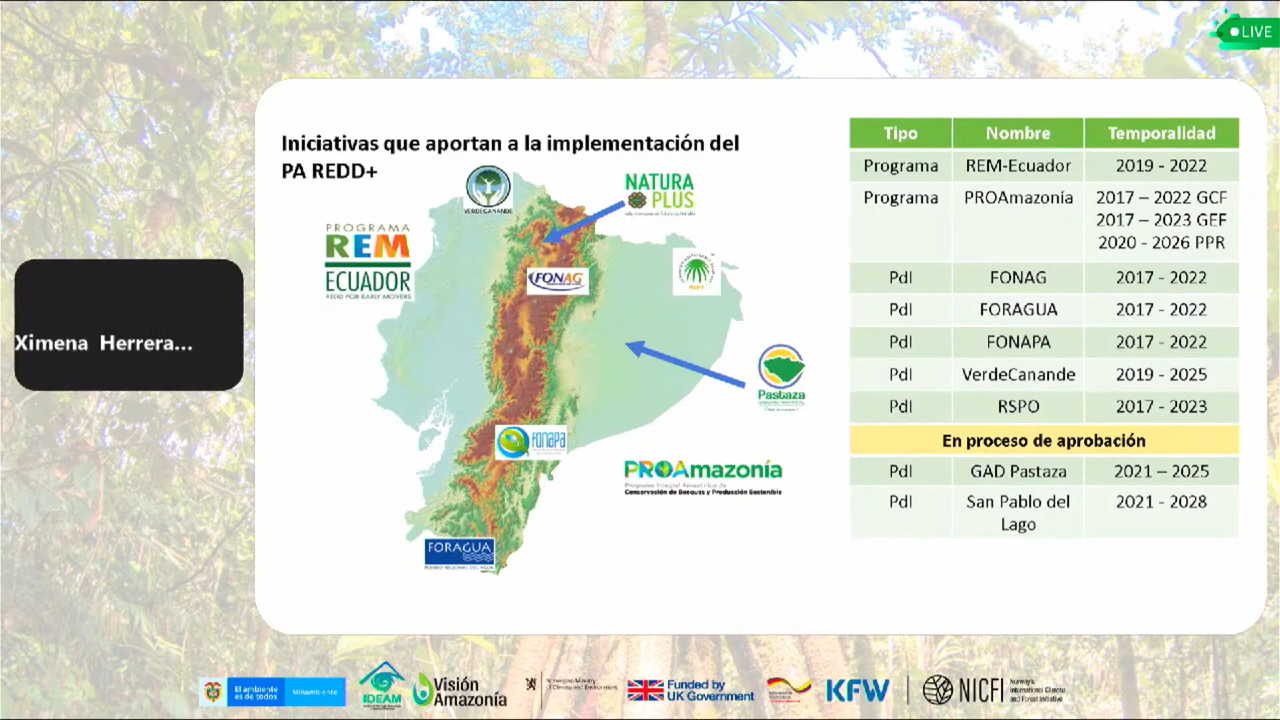 LIVE
Iniciativas que aportan a la implementación del
PA REDD+
VERDECANANDE
NATURA
PLUS
PROGRAMA
REM
ECUADOR
REDD FOR EARLY MOVERS
FONAG
RSPO
Pastaza
FONAPA
PROAmazonía
Programa Integral Amazónico de
Conservación de Bosques y Producción Sostenible
FORAGUA
FONDO REGIONAL DEL AGUA
Ximena Herrera...
Tipo Nombre Temporalidad
Programa REM-Ecuador 2019 - 2022
Programa PROAmazonía 2017 – 2023 GCF
2017 – 2023 GEF
2020 - 2026 PPR
PdI FONAG 2017 - 2022
PdI FORAGUA 2017 - 2022
PdI FONAPA 2017 - 2022
PdI VerdeCanande 2019 - 2025
PdI RSPO 2017 - 2022
En proceso de aprobación
PdI GAD Pastaza 2021 – 2025
PdI San Pablo del 2021 - 2028
Lago
El ambiente
es de todos
Minambiente
IDEAM
Visión
Amazonía
Norwegian Ministry
of Climate and Environment
Funded by
UK Government
KFW
NICFI
Norway's
International Climate
and Forest Initiative